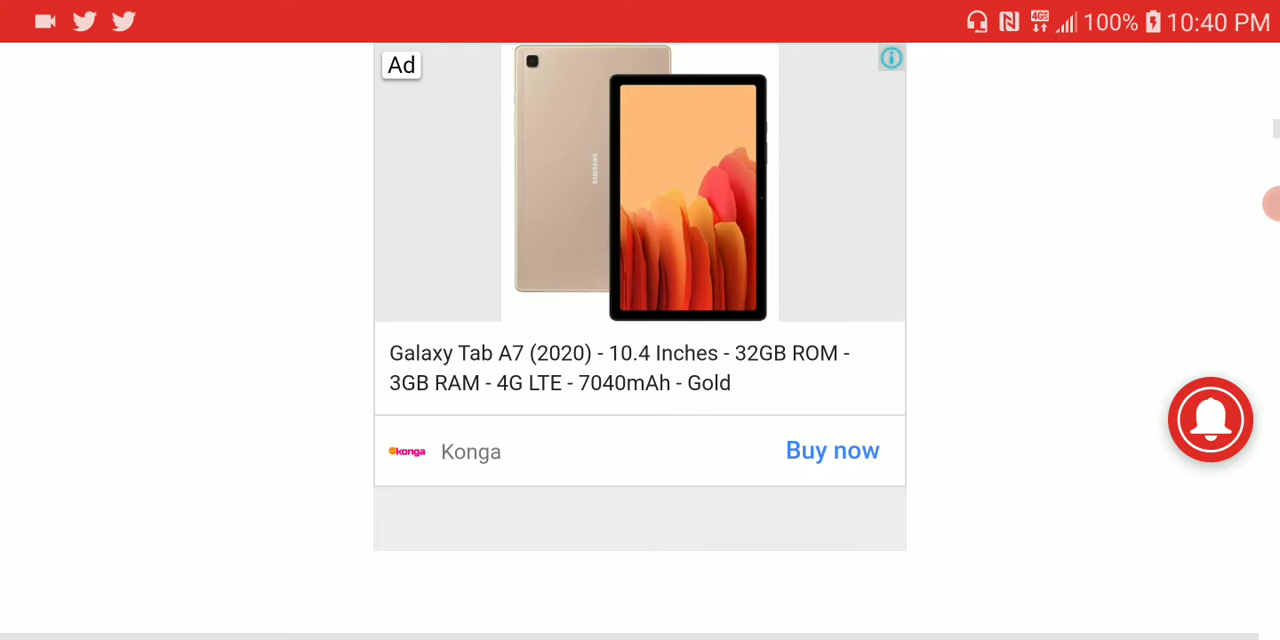 100% 10:40 PM
Ad
SAMSUNG
Galaxy Tab A7 (2020) - 10.4 Inches - 32GB ROM -
3GB RAM - 4G LTE - 7040mAh - Gold
konga
Konga
Buy now